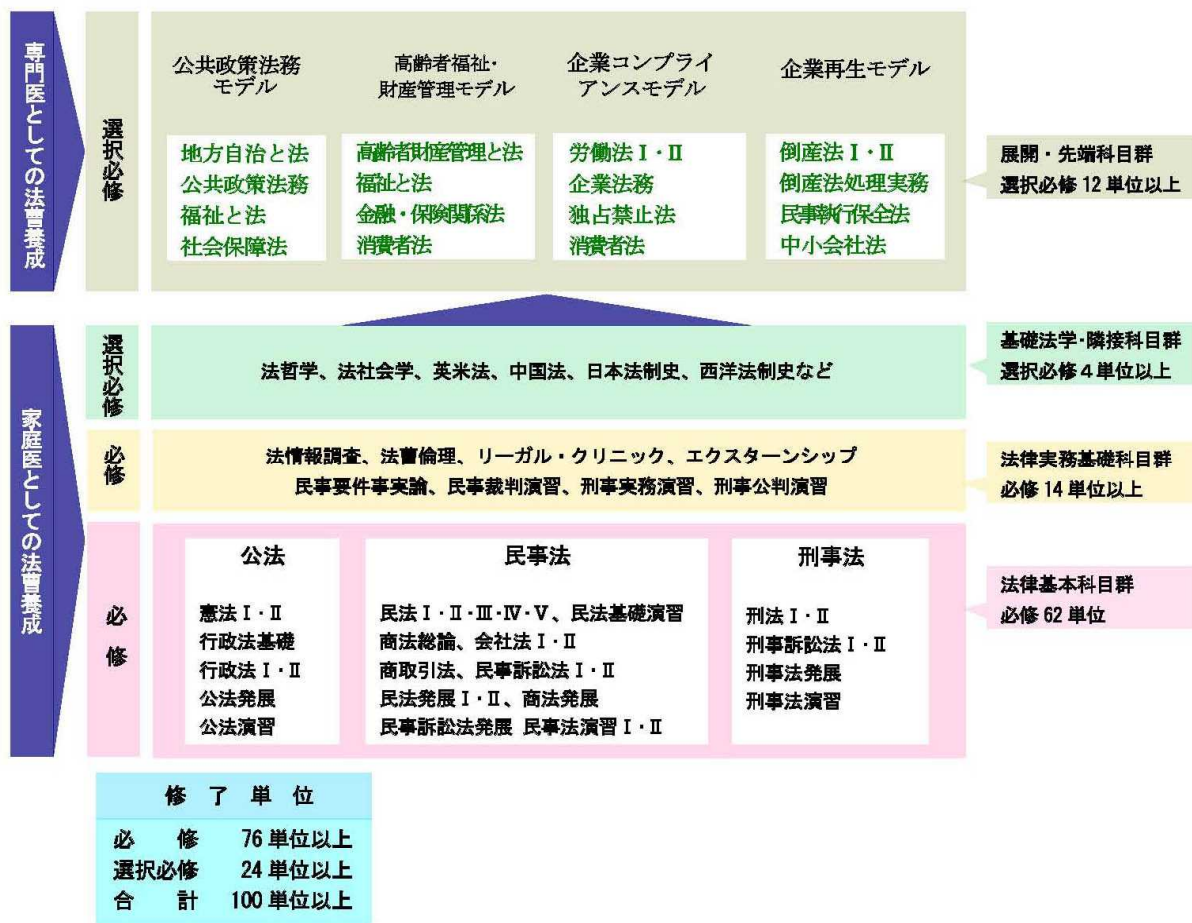 専門医としての法曹養成
選択必修
公共政策法務
モデル
地方自治と法
公共政策法務
福祉と法
社会保障法
高齢者福祉・
財産管理モデル
高齢者財産管理と法
福祉と法
金融・保険関係法
消費者法
企業コンプライ
アンスモデル
労働法Ⅰ・Ⅱ
企業法務
独占禁止法
消費者法
企業再生モデル
倒産法Ⅰ・Ⅱ
倒産法処理実務
民事執行保全法
中小会社法
展開・先端科目群
選択必修12単位以上
家庭医としての法曹養成
選択必修
法哲学、法社会学、英米法、中国法、日本法制史、西洋法制史など
基礎法学・隣接科目群
選択必修4単位以上
必修
法情報調査、法曹倫理、リーガル・クリニック、エクスターンシップ
民事要件事実論、民事裁判演習、刑事実務演習、刑事公判演習
法律実務基礎科目群
必修14単位以上
必修
公法
憲法Ⅰ・Ⅱ
行政法基礎
行政法Ⅰ・Ⅱ
公法発展
公法演習
民事法
民法Ⅰ・Ⅱ・Ⅲ・Ⅳ・Ⅴ、民法基礎演習
商法総論、会社法Ⅰ・Ⅱ
商取引法、民事訴訟法Ⅰ・Ⅱ
民法発展Ⅰ・Ⅱ、商法発展
民事訴訟法発展 民事法演習Ⅰ・Ⅱ
刑事法
刑法Ⅰ・Ⅱ
刑事訴訟法Ⅰ・Ⅱ
刑事法発展
刑事法演習
法律基本科目群
必修62単位
修了単位
必修 76単位以上
選択必修 24単位以上
合計 100単位以上